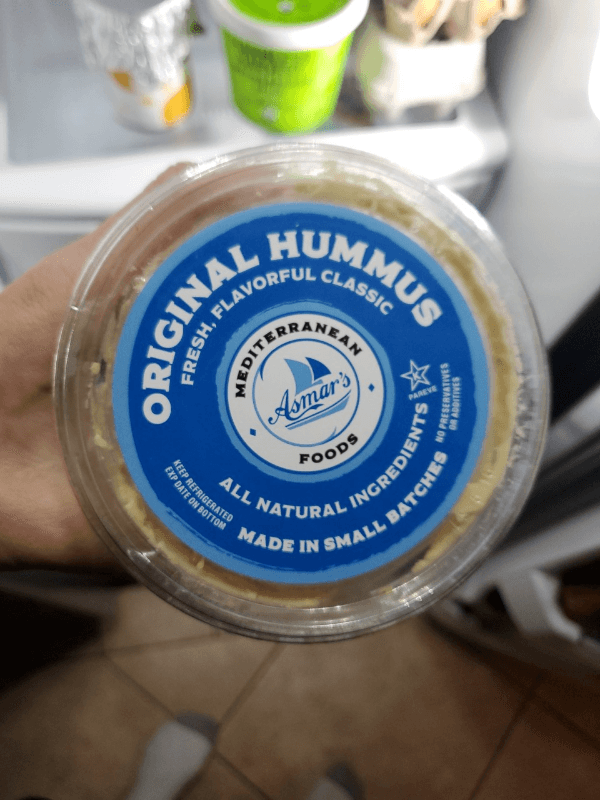 ORIGINAL HUMMUS
FRESH, FLAVORFUL CLASSIC
MEDITERRANEAN
Asmar's
FOODS
PAREVE
NO PRESERVATIVES
OR ADDITIVES
KEEP REFRIGERATED
EXP DATE ON BOTTOM
ALL NATURAL INGREDIENTS
MADE IN SMALL BATCHES